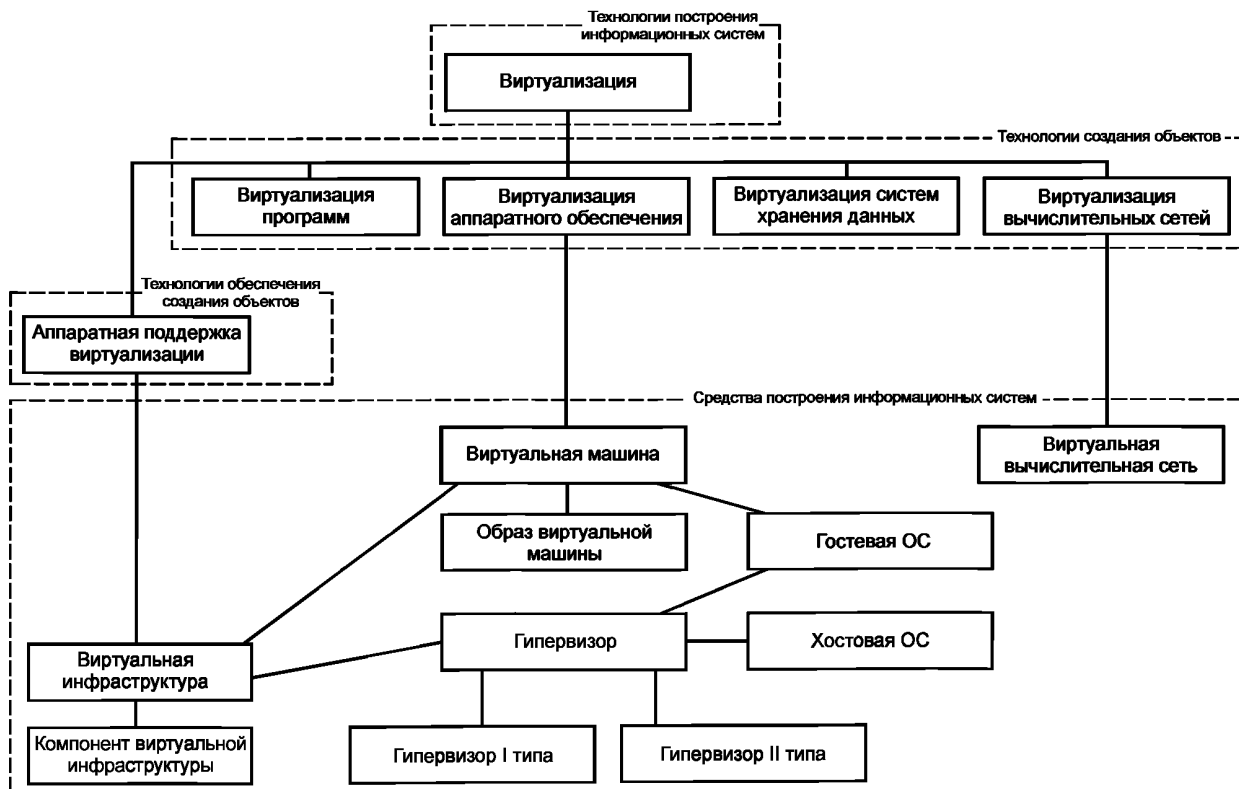 Технологии построения
информационных систем
Виртуализация
Технологии создания объектов
Виртуализация
программ
Виртуализация
аппаратного обеспечения
Виртуализация систем
хранения данных
Виртуализация
вычислительных сетей
Технологии обеспечения
создания объектов
Аппаратная поддержка
виртуализации
Средства построения информационных систем
Виртуальная машина
Виртуальная
вычислительная сеть
Образ виртуальной
машины
Гостевая ОС
Гипервизор
Хостовая ОС
Виртуальная
инфраструктура
Компонент виртуальной
инфраструктуры
Гипервизор I типа
Гипервизор II типа